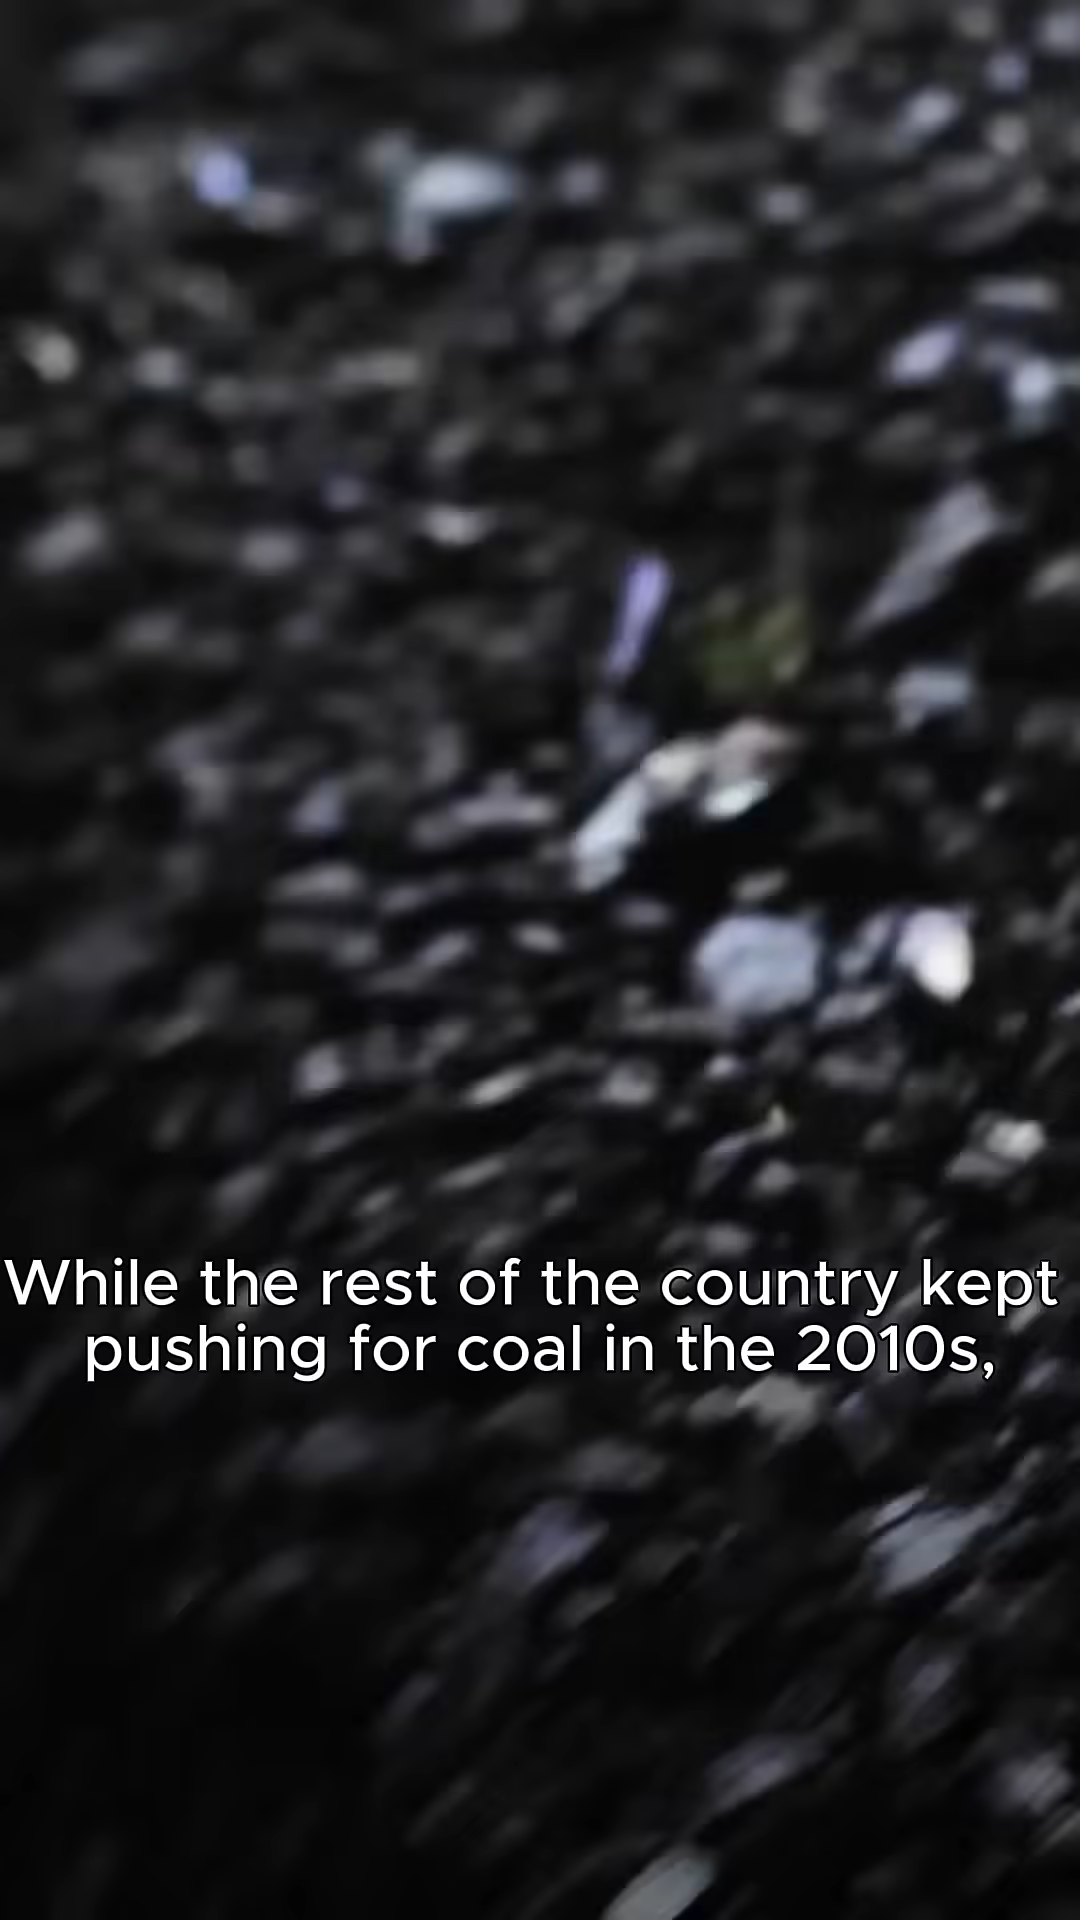 While the rest of the country kept
pushing for coal in the 2010s,